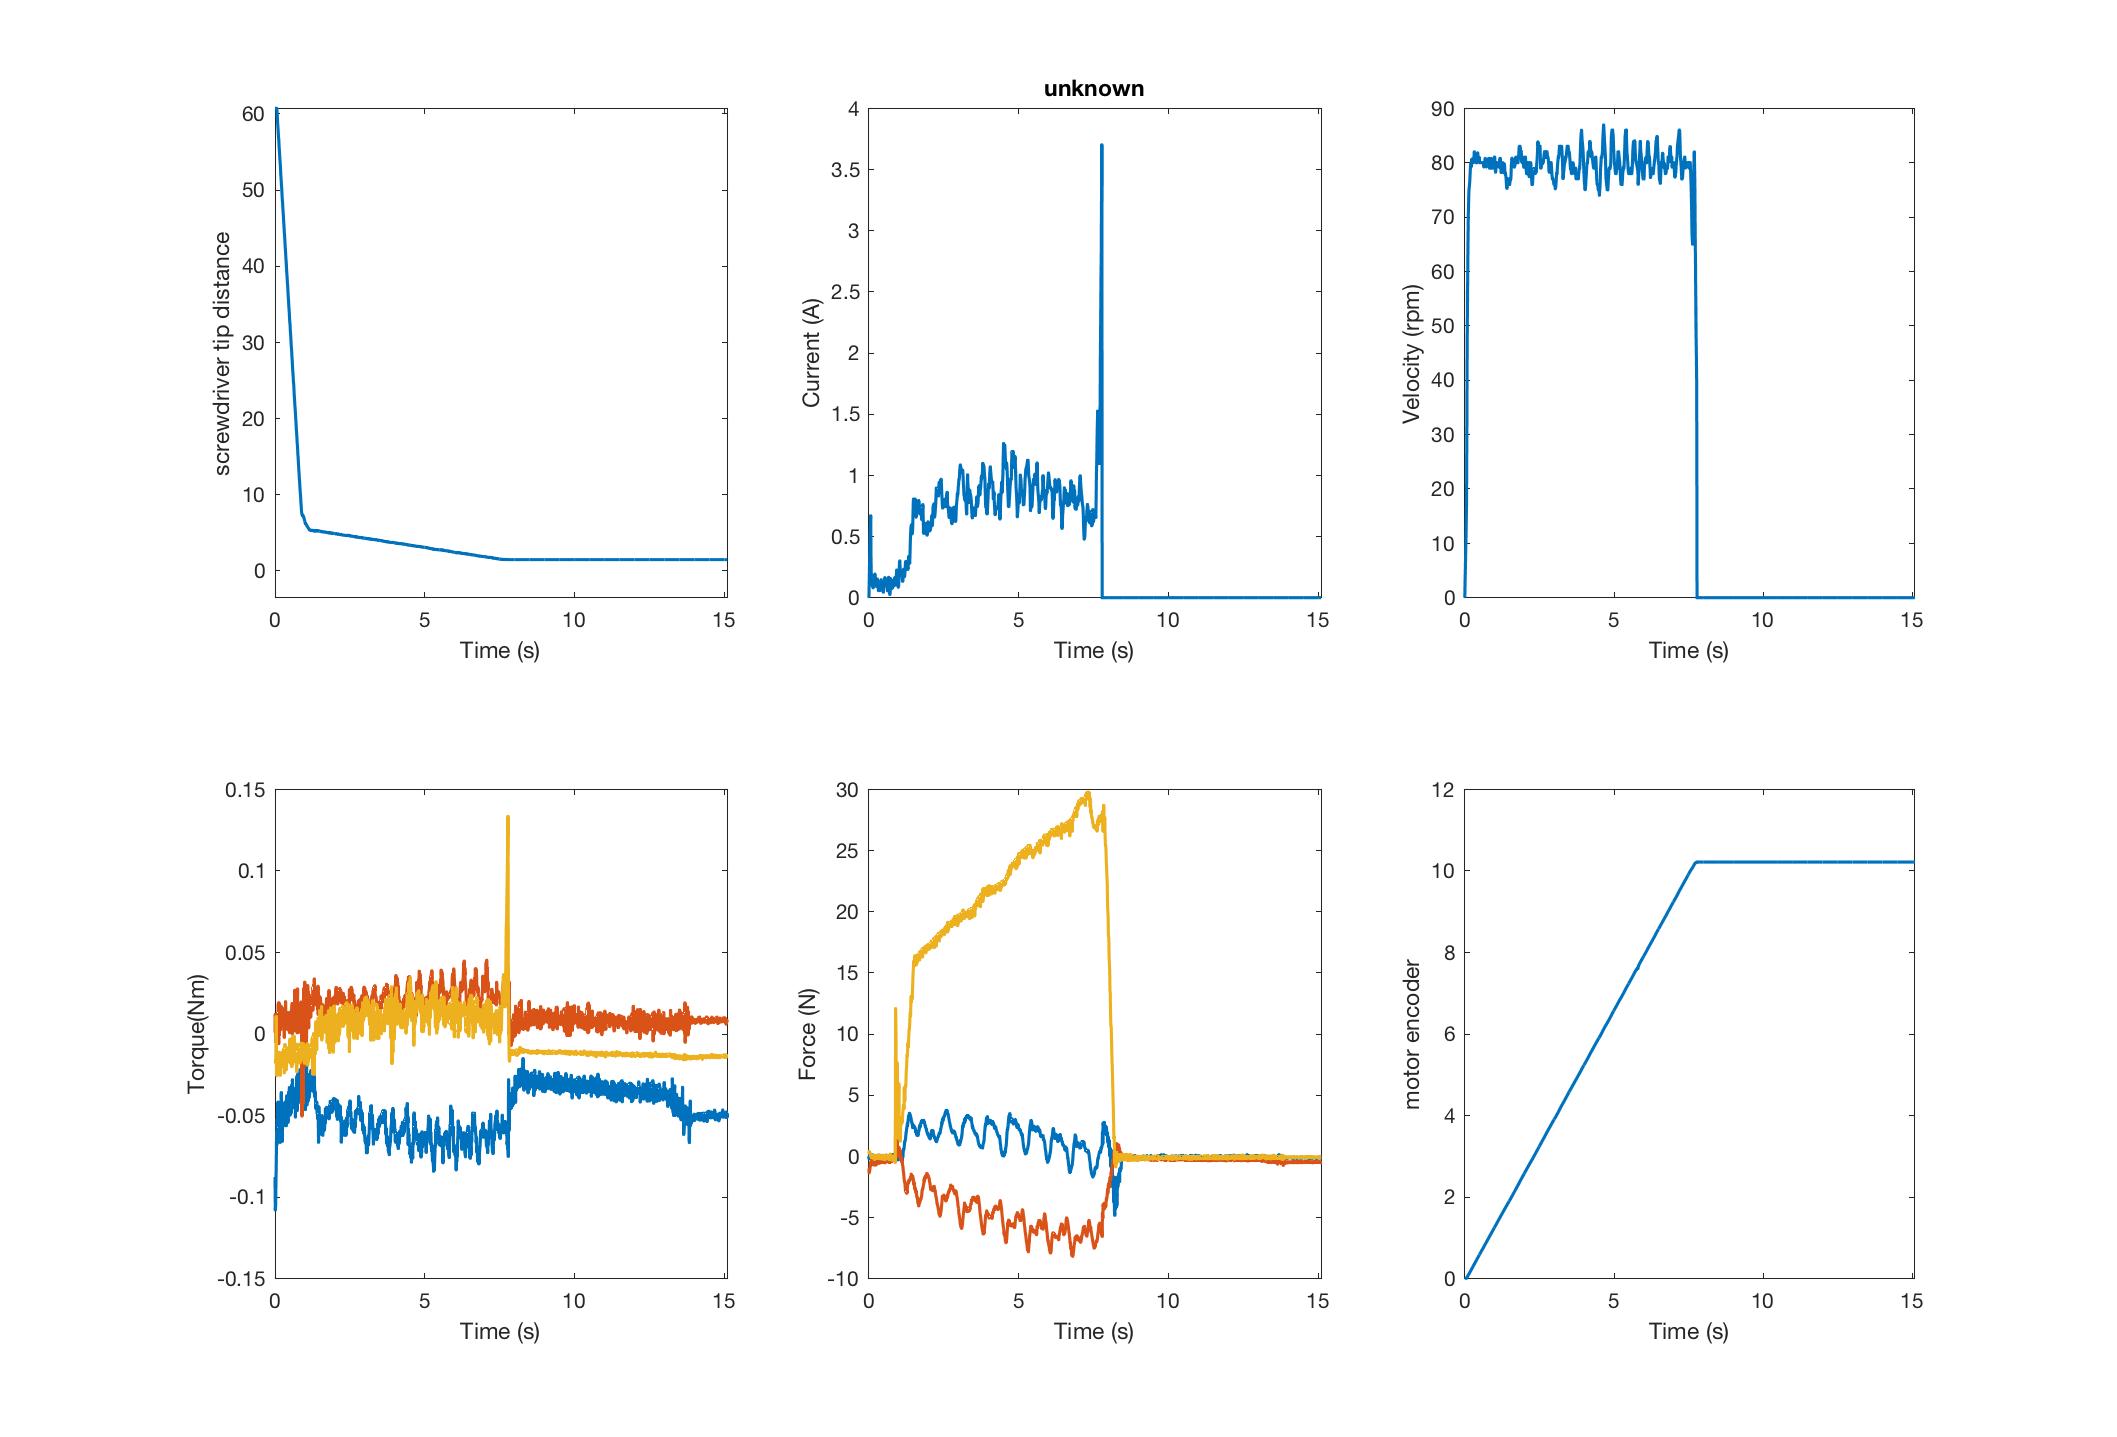 unknown
60
50
40
30
20
10
0
screwdriver tip distance
0 5 10 15
Time (s)
4
3.5
3
2.5
2
1.5
1
0.5
0
Current (A)
0 5 10 15
Time (s)
90
80
70
60
50
40
30
20
10
0
Velocity (rpm)
0 5 10 15
Time (s)
0.15
0.1
0.05
0
-0.05
-0.1
-0.15
Torque(Nm)
0 5 10 15
Time (s)
30
25
20
15
10
5
0
-5
-10
Force (N)
0 5 10 15
Time (s)
12
10
8
6
4
2
0
motor encoder
0 5 10 15
Time (s)